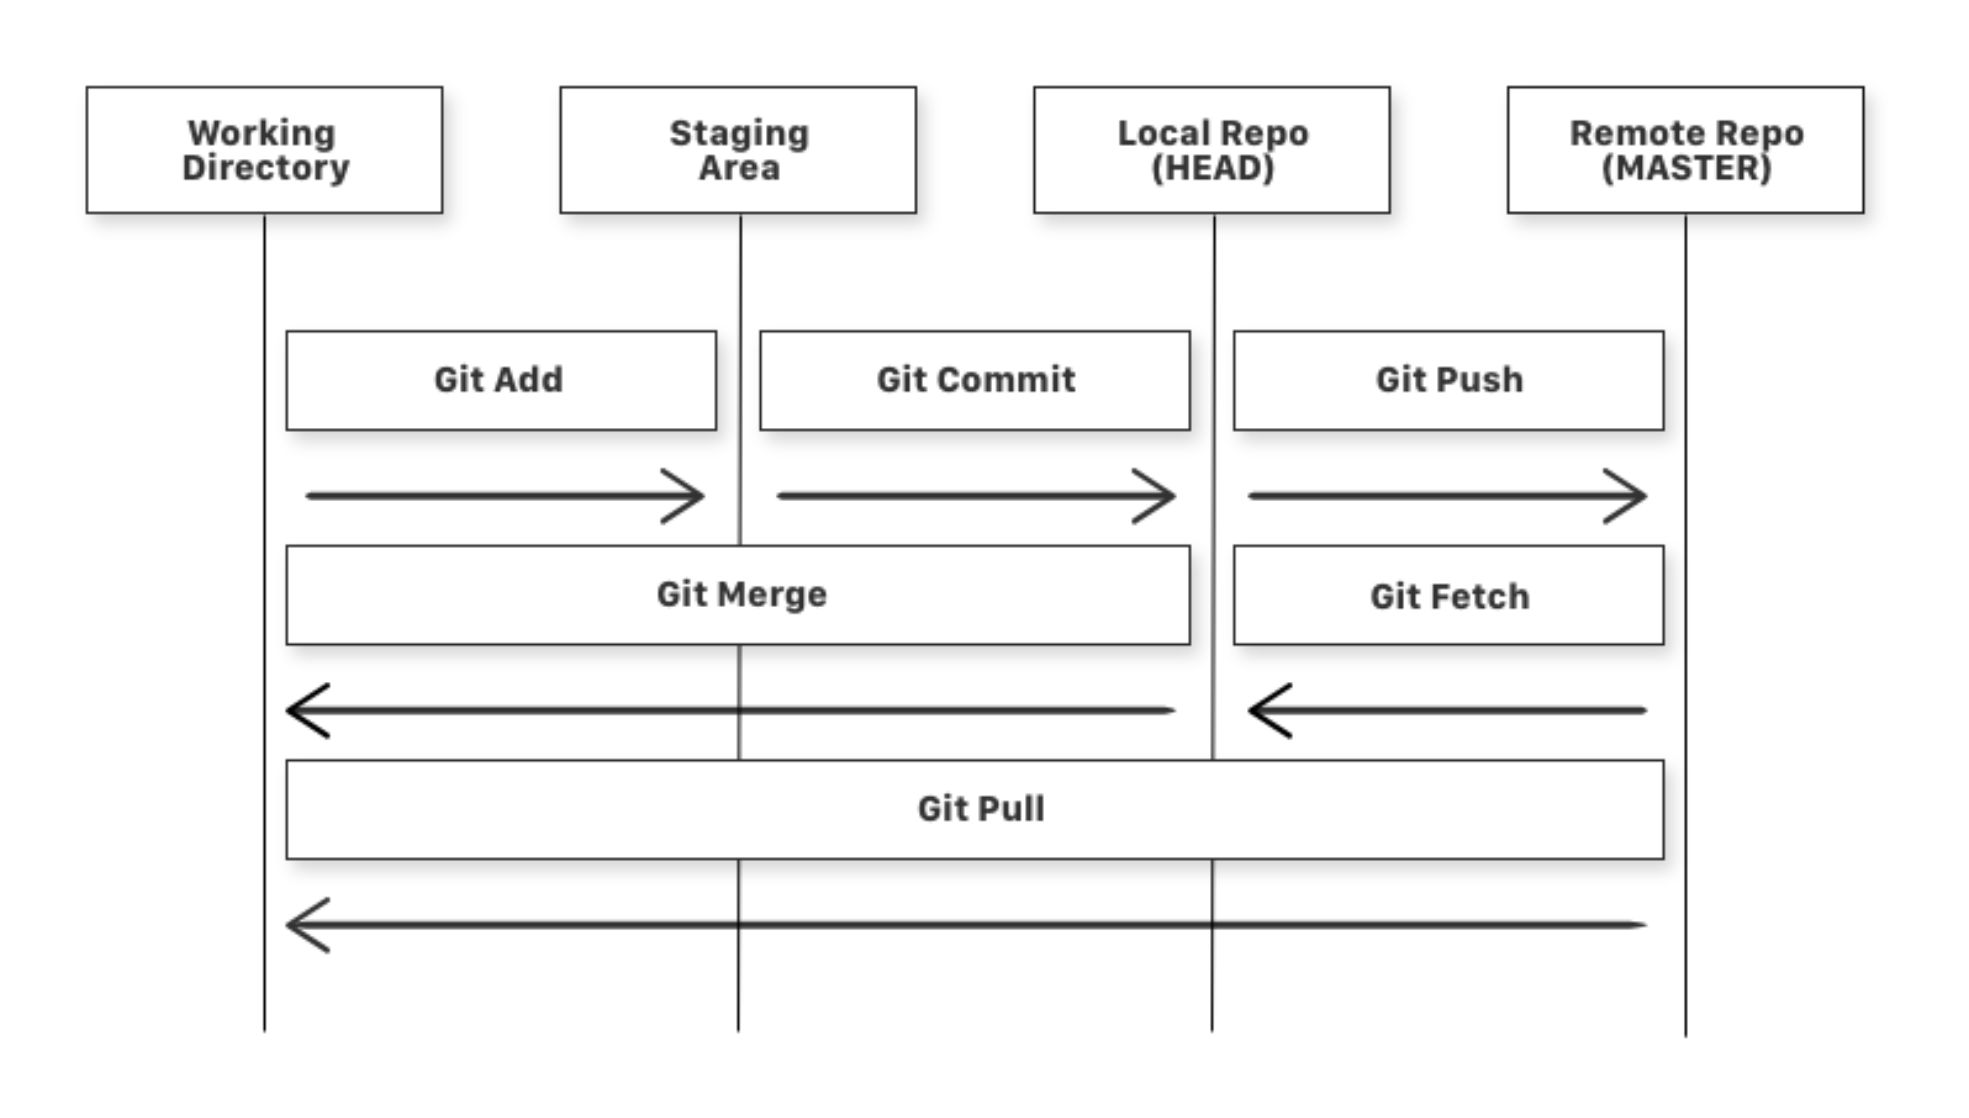 Working
Directory
Staging
Area
Local Repo
(HEAD)
Remote Repo
(MASTER)
Git Add
Git Commit
Git Push
Git Merge
Git Fetch
Git Pull